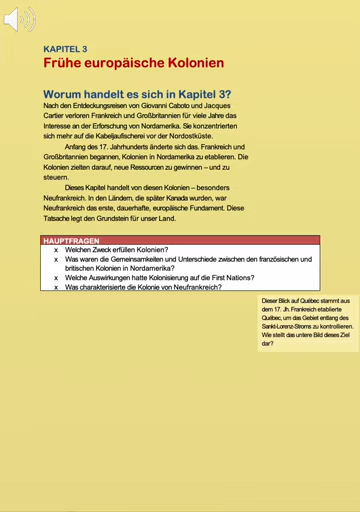 KAPITEL 3
Frühe europäische Kolonien
Worum handelt es sich in Kapitel 3?
Nach den Entdeckungsreisen von Giovanni Caboto und Jacques
Cartier verloren Frankreich und Großbritannien für viele Jahre das
Interesse an der Erforschung von Nordamerika. Sie konzentrierten
sich mehr auf die Kabeljaufischerei vor der Nordostküste.
Anfang des 17. Jahrhunderts änderte sich das. Frankreich und
Großbritannien begannen, Kolonien in Nordamerika zu etablieren. Die
Kolonien zielten darauf, neue Ressourcen zu gewinnen – und zu
steuern.
Dieses Kapitel handelt von diesen Kolonien – besonders
Neufrankreich. In den Ländern, die später Kanada wurden, war
Neufrankreich das erste, dauerhafte, europäische Fundament. Diese
Tatsache legt den Grundstein für unser Land.
HAUPTFRAGEN
x Welchen Zweck erfüllen Kolonien?
x Was waren die Gemeinsamkeiten und Unterschiede zwischen den französischen und
britischen Kolonien in Nordamerika?
x Welche Auswirkungen hatte Kolonisierung auf die First Nations?
x Was charakterisierte die Kolonie von Neufrankreich?
Dieser Blick auf Québec stammt aus
dem 17. Jh. Frankreich etablierte
Québec, um das Gebiet entlang des
Sankt-Lorenz-Stroms zu kontrollieren.
Wie stellt das untere Bild dieses Ziel
dar?